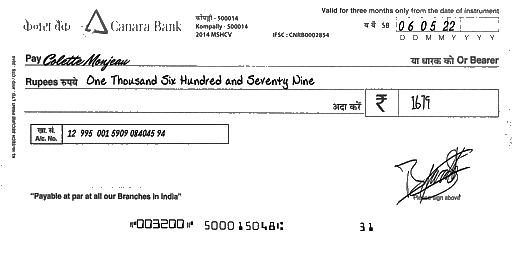 केनरा बैंक Canara Bank
कोंपल्ली - 500014
Kompally - 500014
2014 MSHCV
IFSC : CNRB0002854
Valid for three months only from the date of instrument
SB 06 05 22
D D M M Y Y Y Y
Pay Colette Monjeau या धारक को Or Bearer
Rupees रुपये One Thousand Six Hundred and Seventy Nine
अदा करें ₹ 1679
खा. सं.
A/c. No. 12 995 001 5909 084045 94
Please sign above
"Payable at par at all our Branches in India"
⑈003200⑈ 500015048⑆ 31